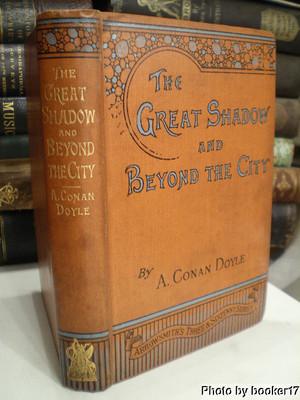 THE
GREAT
SHADOW
AND
BEYOND
THE CITY
A. CONAN
DOYLE
THE
GREAT SHADOW
AND
BEYOND THE CITY
BY A. CONAN DOYLE
ARROWSMITH'S THREE & SIXPENNY SERIES
MUSIC
Photo by booker17